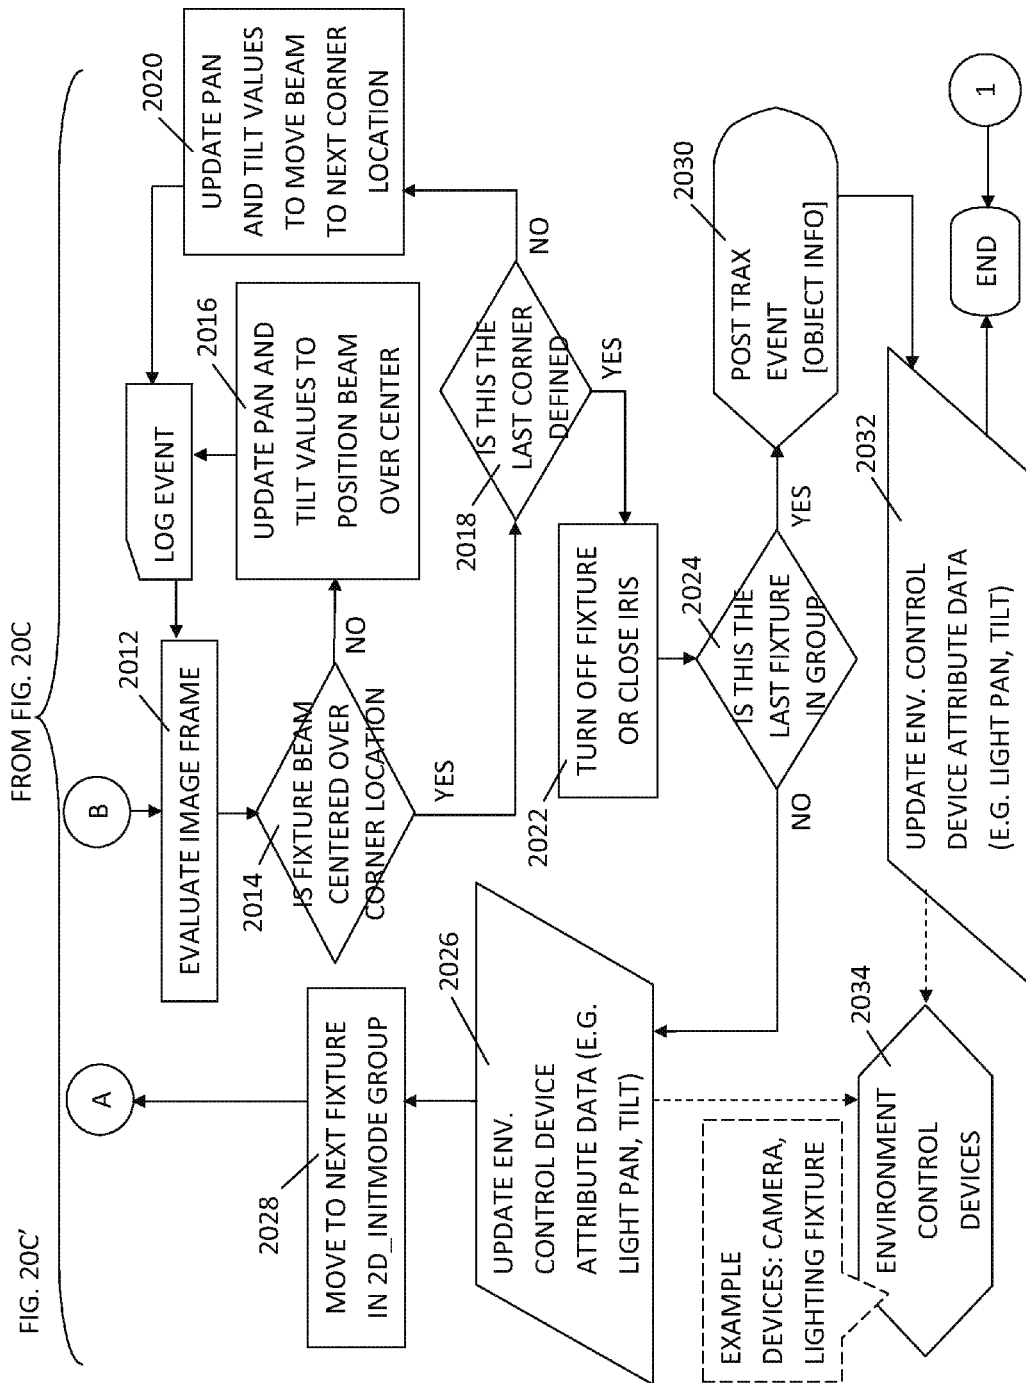 FIG. 20C'
FROM FIG. 20C
A
B
2028
MOVE TO NEXT FIXTURE
IN 2D_INITMODE GROUP
2012
EVALUATE IMAGE FRAME
LOG EVENT
2020
UPDATE PAN
AND TILT VALUES
TO MOVE BEAM
TO NEXT CORNER
LOCATION
2014
IS FIXTURE BEAM
CENTERED OVER
CORNER LOCATION
NO
YES
2016
UPDATE PAN AND
TILT VALUES TO
POSITION BEAM
OVER CENTER
2026
UPDATE ENV.
CONTROL DEVICE
ATTRIBUTE DATA (E.G.
LIGHT PAN, TILT)
2018
IS THIS THE
LAST CORNER
DEFINED
NO
YES
2022
TURN OFF FIXTURE
OR CLOSE IRIS
2024
IS THIS THE
LAST FIXTURE
IN GROUP
NO
YES
2030
POST TRAX
EVENT
[OBJECT INFO]
EXAMPLE
DEVICES: CAMERA,
LIGHTING FIXTURE
2034
ENVIRONMENT
CONTROL
DEVICES
2032
UPDATE ENV. CONTROL
DEVICE ATTRIBUTE DATA
(E.G. LIGHT PAN, TILT)
END
1